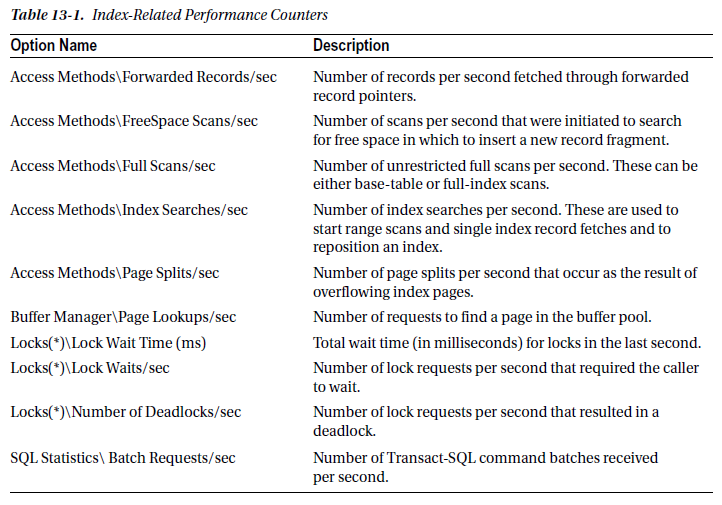 Table 13-1. Index-Related Performance Counters
Option Name Description
Access Methods\Forwarded Records/sec Number of records per second fetched through forwarded
record pointers.
Access Methods\FreeSpace Scans/sec Number of scans per second that were initiated to search
for free space in which to insert a new record fragment.
Access Methods\Full Scans/sec Number of unrestricted full scans per second. These can be
either base-table or full-index scans.
Access Methods\Index Searches/sec Number of index searches per second. These are used to
start range scans and single index record fetches and to
reposition an index.
Access Methods\Page Splits/sec Number of page splits per second that occur as the result of
overflowing index pages.
Buffer Manager\Page Lookups/sec Number of requests to find a page in the buffer pool.
Locks(*)\Lock Wait Time (ms) Total wait time (in milliseconds) for locks in the last second.
Locks(*)\Lock Waits/sec Number of lock requests per second that required the caller
to wait.
Locks(*)\Number of Deadlocks/sec Number of lock requests per second that resulted in a
deadlock.
SQL Statistics\ Batch Requests/sec Number of Transact-SQL command batches received
per second.